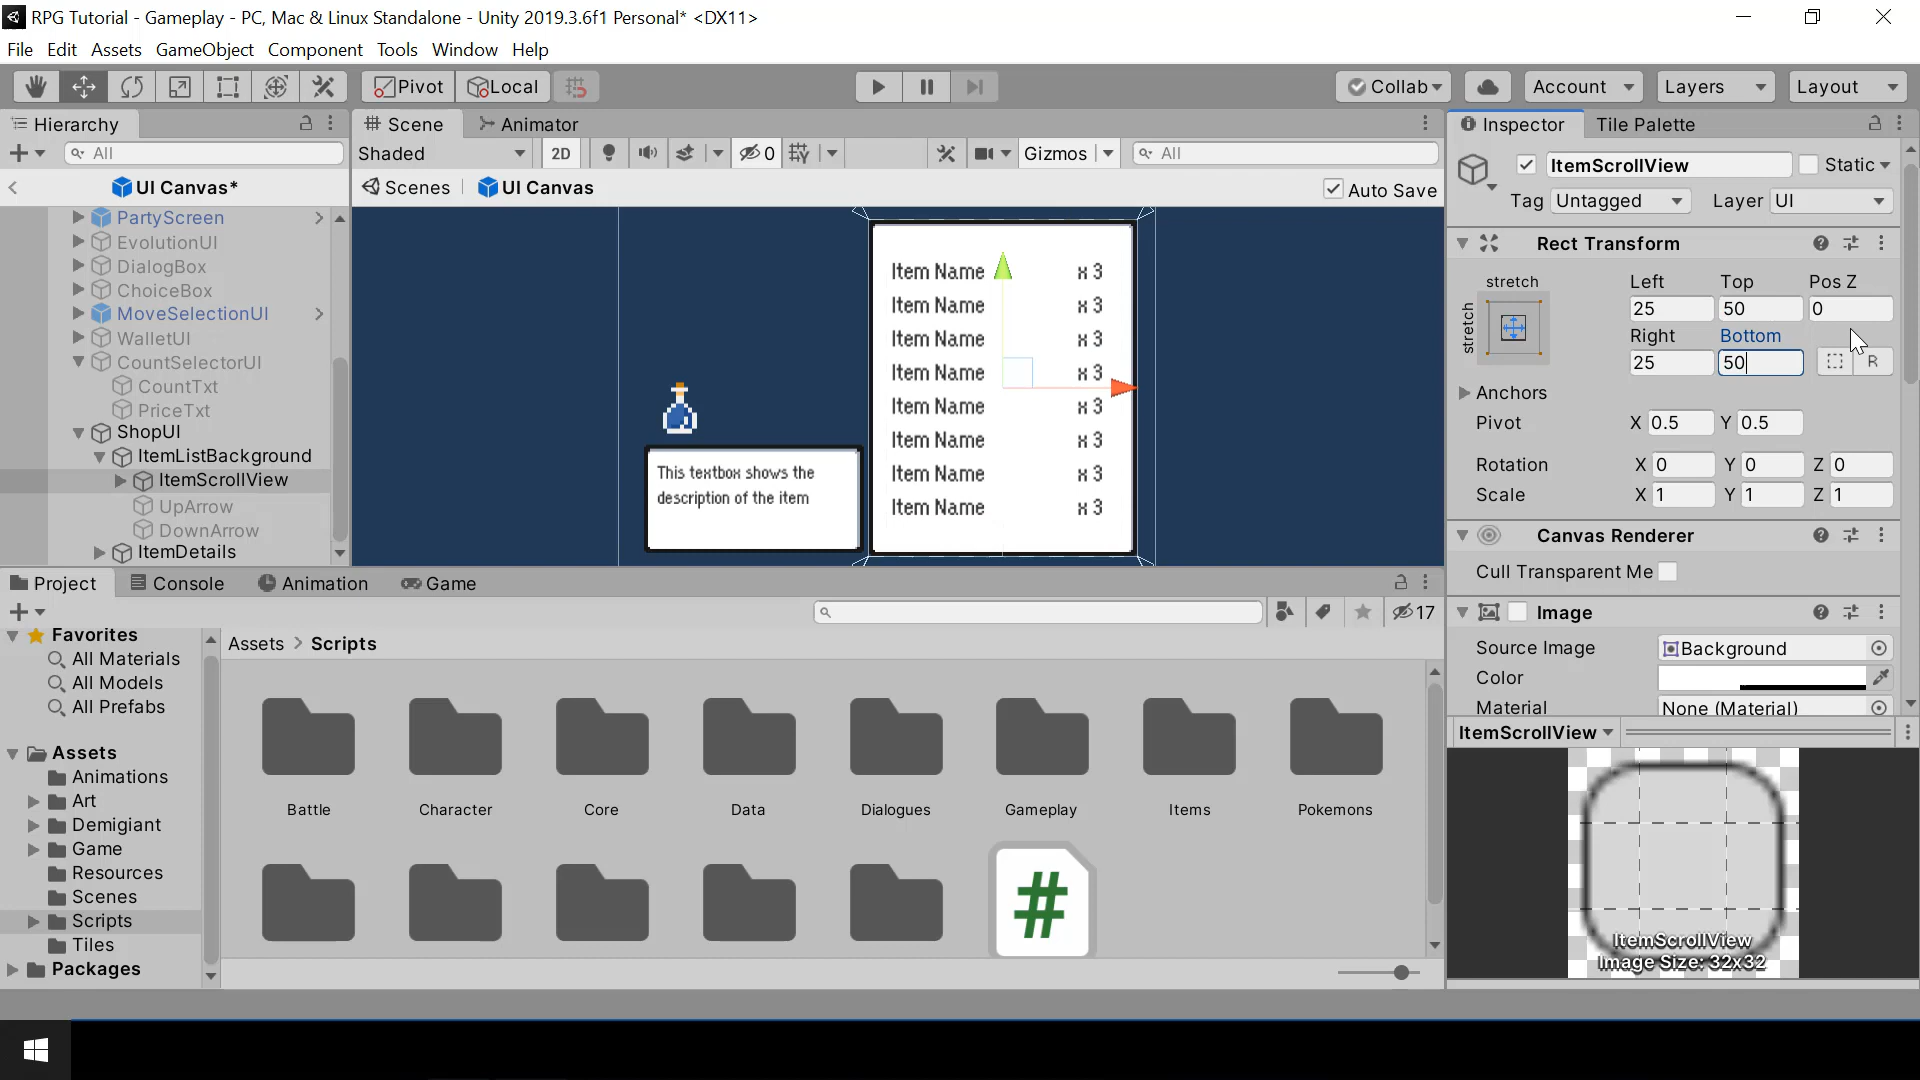 RPG Tutorial - Gameplay - PC, Mac & Linux Standalone - Unity 2019.3.6f1 Personal* <DX11>
File Edit Assets GameObject Component Tools Window Help
Pivot Local Collab Account Layers Layout
Hierarchy
All
UI Canvas*
PartyScreen
EvolutionUI
DialogBox
ChoiceBox
MoveSelectionUI
WalletUI
CountSelectorUI
CountTxt
PriceTxt
ShopUI
ItemListBackground
ItemScrollView
UpArrow
DownArrow
ItemDetails
Scene Animator
Shaded 2D 0 Gizmos All
Scenes UI Canvas Auto Save
Item Name x 3
Item Name x 3
Item Name x 3
Item Name x 3
Item Name x 3
Item Name x 3
Item Name x 3
Item Name x 3
This textbox shows the
description of the item
Inspector Tile Palette
ItemScrollView Static
Tag Untagged Layer UI
Rect Transform
stretch Left Top Pos Z
stretch 25 50 0
Right Bottom
25 50 R
Anchors
Pivot X 0.5 Y 0.5
Rotation X 0 Y 0 Z 0
Scale X 1 Y 1 Z 1
Canvas Renderer
Cull Transparent Me
Image
Source Image Background
Color
Material None (Material)
ItemScrollView
ItemScrollView
Image Size: 32x32
Project Console Animation Game
17
Favorites
All Materials
All Models
All Prefabs
Assets
Animations
Art
Demigiant
Game
Resources
Scenes
Scripts
Tiles
Packages
Assets > Scripts
Battle Character Core Data Dialogues Gameplay Items Pokemons
#